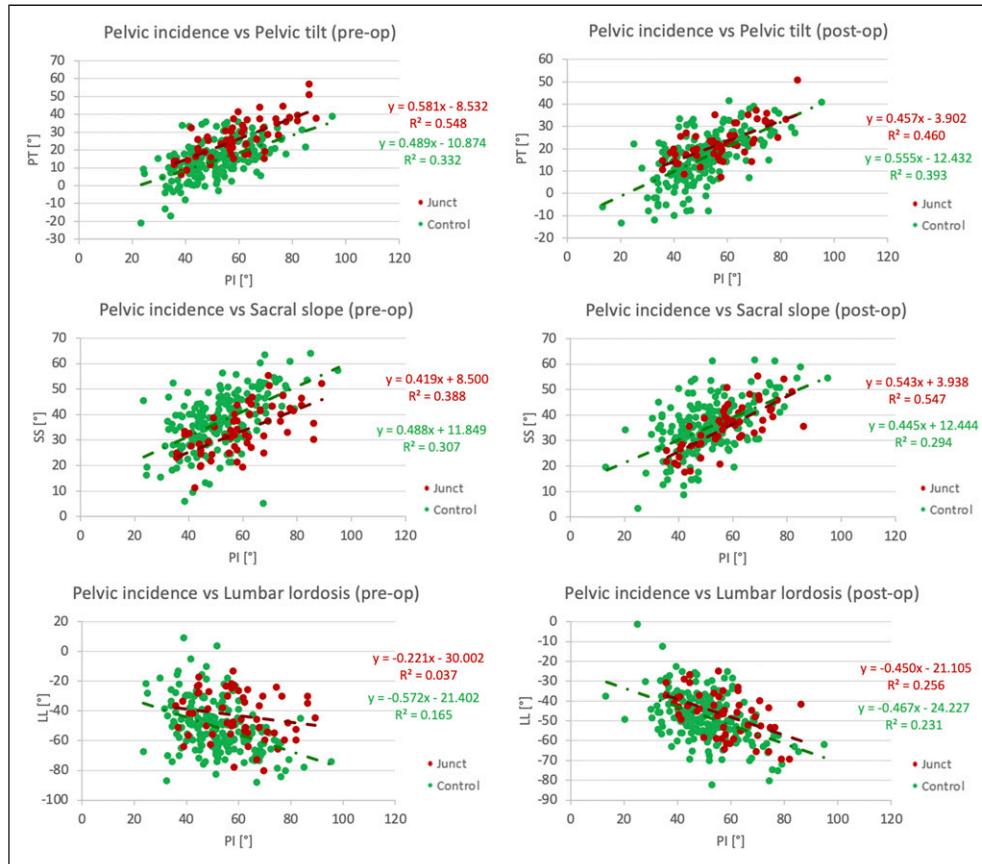 Pelvic incidence vs Pelvic tilt (pre-op)
70
60
50
40
30
20
10
0
-10
-20
-30
PT [°]
0 20 40 60 80 100 120
PI [°]
y = 0.581x - 8.532
R² = 0.548
y = 0.489x - 10.874
R² = 0.332
Junct
Control
Pelvic incidence vs Pelvic tilt (post-op)
60
50
40
30
20
10
0
-10
-20
PT [°]
0 20 40 60 80 100 120
PI [°]
y = 0.457x - 3.902
R² = 0.460
y = 0.555x - 12.432
R² = 0.393
Junct
Control
Pelvic incidence vs Sacral slope (pre-op)
70
60
50
40
30
20
10
0
SS [°]
0 20 40 60 80 100 120
PI [°]
y = 0.419x + 8.500
R² = 0.388
y = 0.488x + 11.849
R² = 0.307
Junct
Control
Pelvic incidence vs Sacral slope (post-op)
70
60
50
40
30
20
10
0
SS [°]
0 20 40 60 80 100 120
PI [°]
y = 0.543x + 3.938
R² = 0.547
y = 0.445x + 12.444
R² = 0.294
Junct
Control
Pelvic incidence vs Lumbar lordosis (pre-op)
20
0
-20
-40
-60
-80
-100
LL [°]
0 20 40 60 80 100 120
PI [°]
y = -0.221x - 30.002
R² = 0.037
y = -0.572x - 21.402
R² = 0.165
Junct
Control
Pelvic incidence vs Lumbar lordosis (post-op)
0
-10
-20
-30
-40
-50
-60
-70
-80
-90
LL [°]
0 20 40 60 80 100 120
PI [°]
y = -0.450x - 21.105
R² = 0.256
y = -0.467x - 24.227
R² = 0.231
Junct
Control